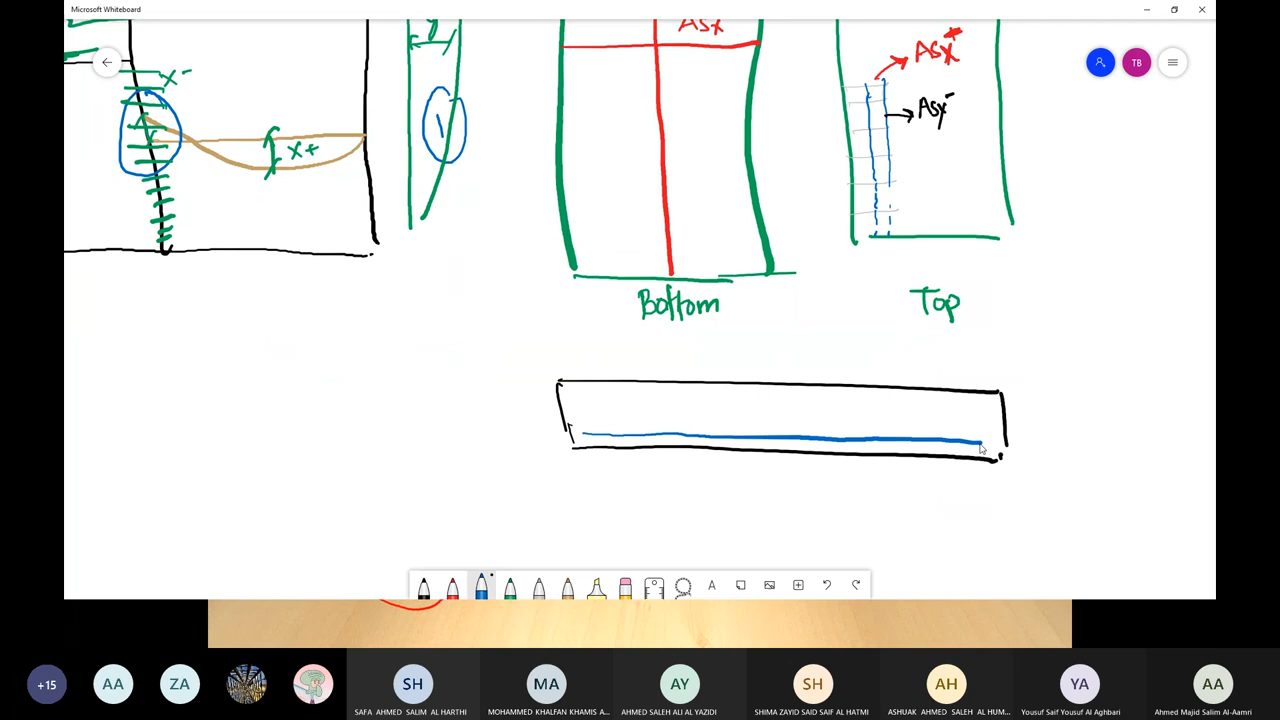 Microsoft Whiteboard
X-
X+
y
1
Asx
Bottom
Asx+
Asx-
Top
TB
A
+15
AA
ZA
SH
SAFA AHMED SALIM AL HARTHI
MA
MOHAMMED KHALFAN KHAMIS A...
AY
AHMED SALEH ALI AL YAZIDI
SH
SHIMA ZAYID SAID SAIF AL HATMI
AH
ASHUAK AHMED SALEH AL HUM...
YA
Yousuf Saif Yousuf Al Aghbari
AA
Ahmed Majid Salim Al-Aamri